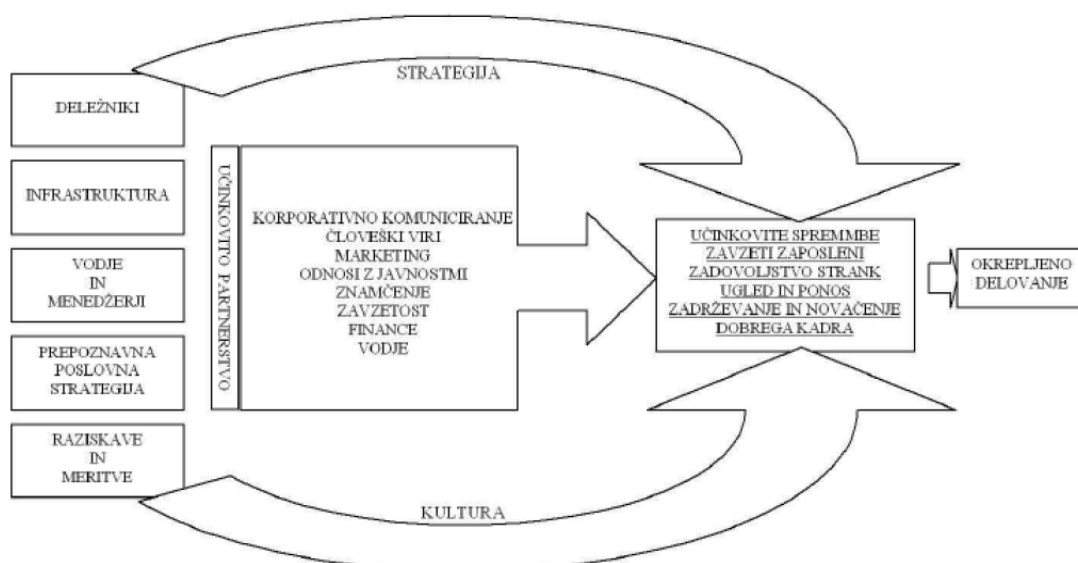 STRATEGIJA
DELEŽNIKI
INFRASTRUKTURA
VODJE
IN
MENEDŽERJI
PREPOZNAVNA
POSLOVNA
STRATEGIJA
RAZISKAVE
IN
MERITVE
UČINKOVITO PARTNERSTVO
KORPORATIVNO KOMUNICIRANJE
ČLOVEŠKI VIRI
MARKETING
ODNOSI Z JAVNOSTMI
ZNAMČENJE
ZAVZETOST
FINANCE
VODJE
UČINKOVITE SPREMMBE
ZAVZETI ZAPOSLENI
ZADOVOLJSTVO STRANK
UGLED IN PONOS
ZADRŽEVANJE IN NOVAČENJE
DOBREGA KADRA
OKREPLJENO
DELOVANJE
KULTURA